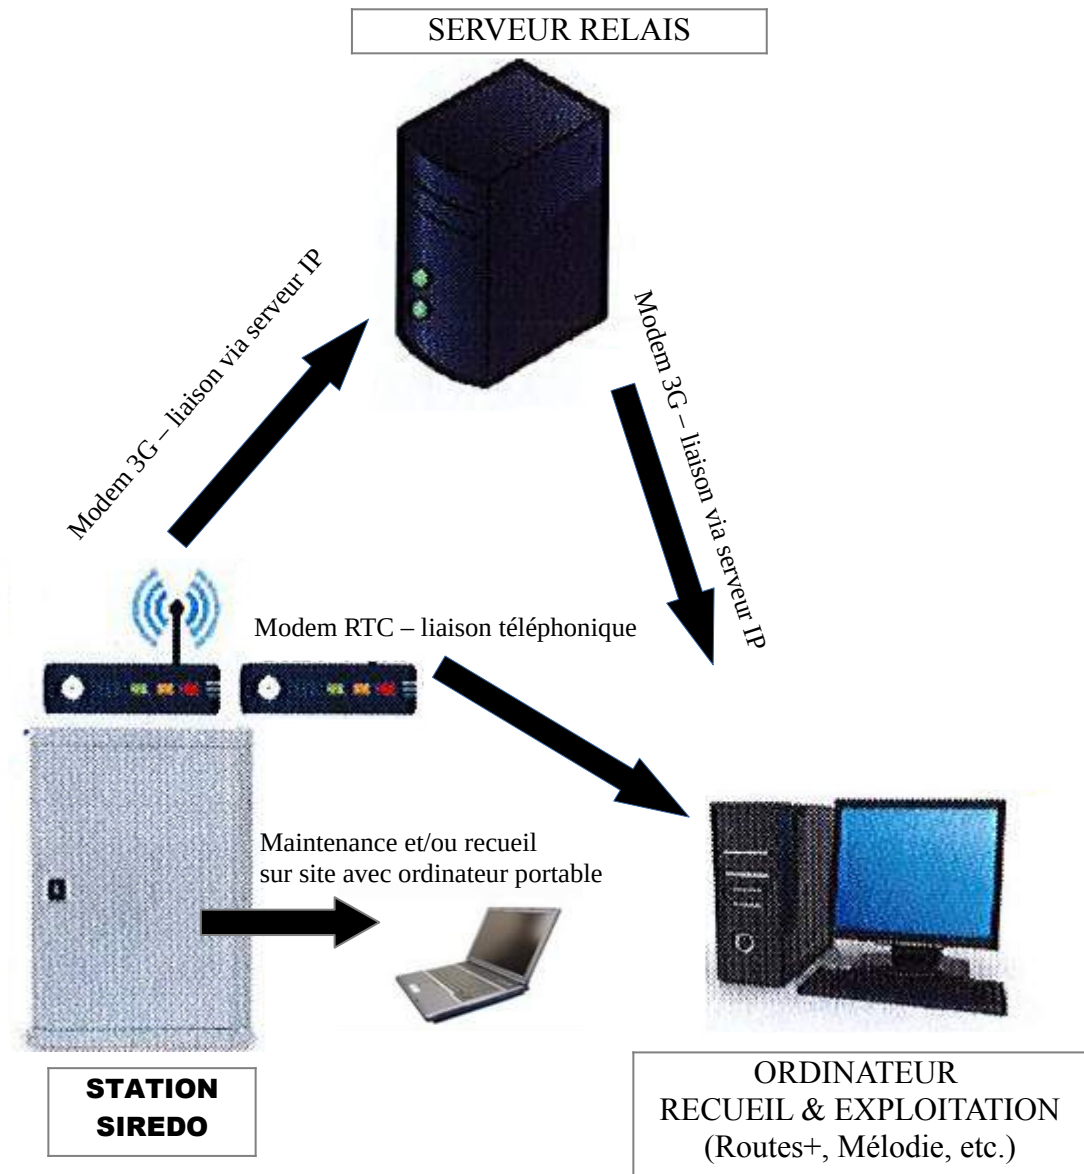 SERVEUR RELAIS
Modem 3G – liaison via serveur IP
Modem 3G – liaison via serveur IP
Modem RTC – liaison téléphonique
Maintenance et/ou recueil
sur site avec ordinateur portable
STATION
SIREDO
ORDINATEUR
RECUEIL & EXPLOITATION
(Routes+, Mélodie, etc.)